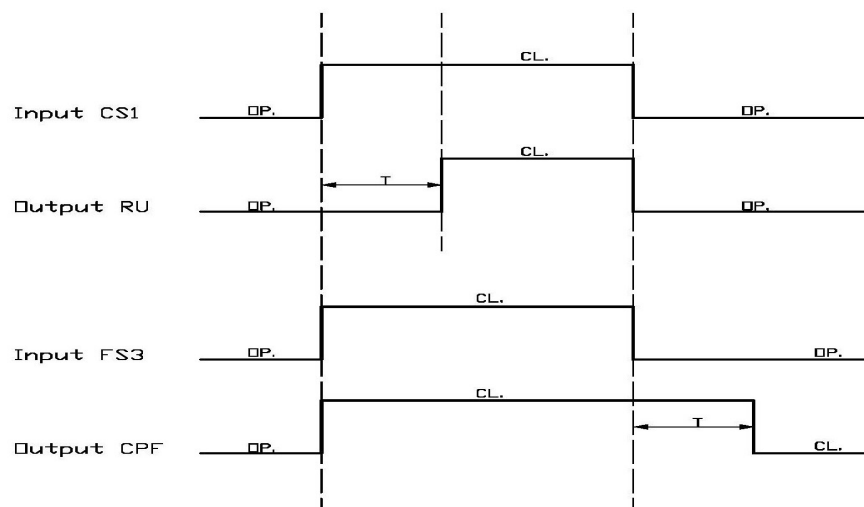 CL.
Input CS1 OP. OP.
CL.
T
Output RU OP. OP.
CL.
Input FS3 OP. OP.
CL.
T
Output CPF OP. CL.